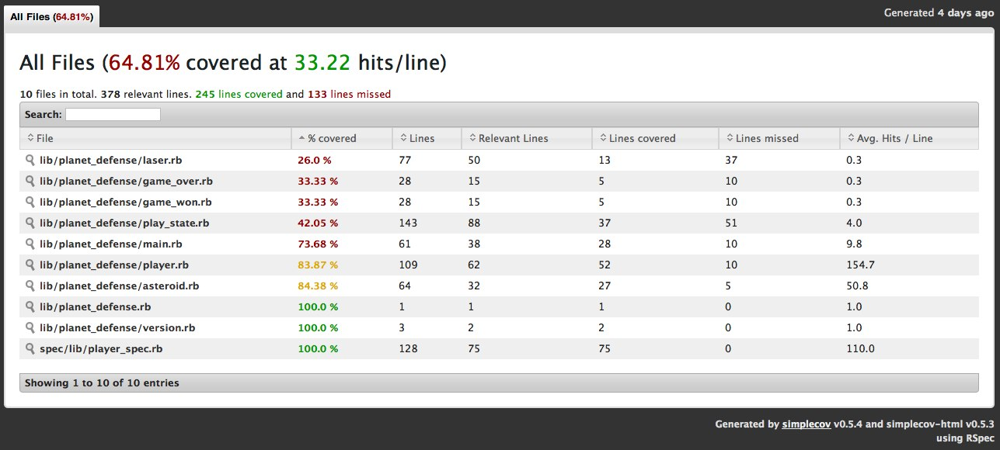 All Files (64.81%)
Generated 4 days ago
All Files (64.81% covered at 33.22 hits/line)
10 files in total. 378 relevant lines. 245 lines covered and 133 lines missed
Search:
File % covered Lines Relevant Lines Lines covered Lines missed Avg. Hits / Line
lib/planet_defense/laser.rb 26.0 % 77 50 13 37 0.3
lib/planet_defense/game_over.rb 33.33 % 28 15 5 10 0.3
lib/planet_defense/game_won.rb 33.33 % 28 15 5 10 0.3
lib/planet_defense/play_state.rb 42.05 % 143 88 37 51 4.0
lib/planet_defense/main.rb 73.68 % 61 38 28 10 9.8
lib/planet_defense/player.rb 83.87 % 109 62 52 10 154.7
lib/planet_defense/asteroid.rb 84.38 % 64 32 27 5 50.8
lib/planet_defense.rb 100.0 % 1 1 1 0 1.0
lib/planet_defense/version.rb 100.0 % 3 2 2 0 1.0
spec/lib/player_spec.rb 100.0 % 128 75 75 0 110.0
Showing 1 to 10 of 10 entries
Generated by simplecov v0.5.4 and simplecov-html v0.5.3
using RSpec